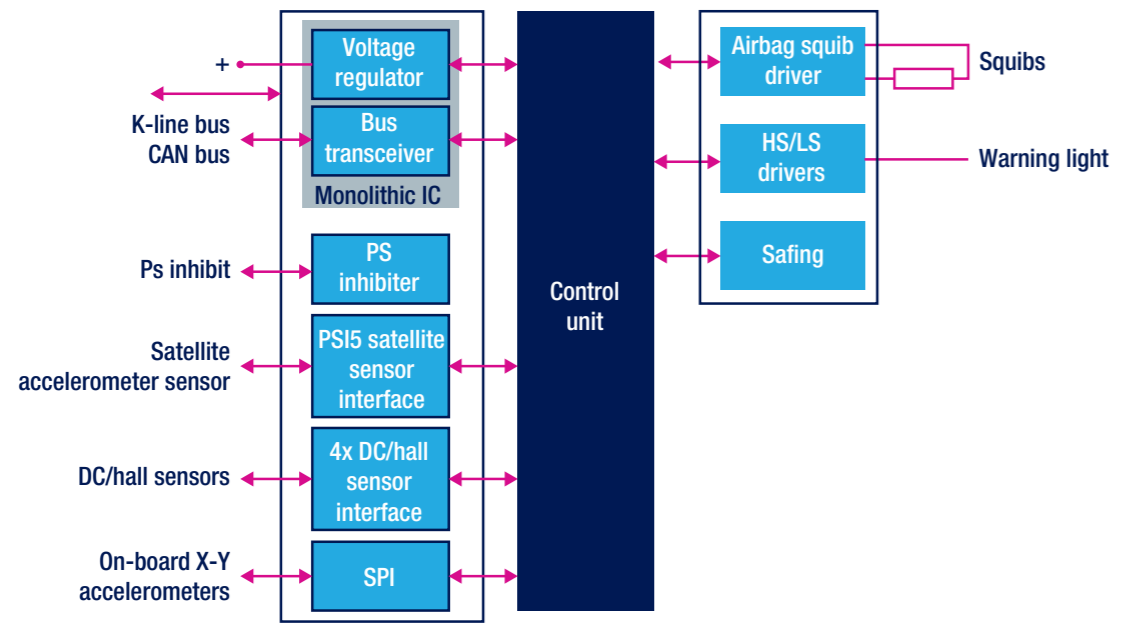 Voltage
regulator
+
K-line bus
CAN bus
Bus
transceiver
Monolithic IC
Ps inhibit
PS
inhibiter
Satellite
accelerometer sensor
PSI5 satellite
sensor
interface
DC/hall sensors
4x DC/hall
sensor
interface
On-board X-Y
accelerometers
SPI
Control
unit
Airbag squib
driver
Squibs
HS/LS
drivers
Warning light
Safing